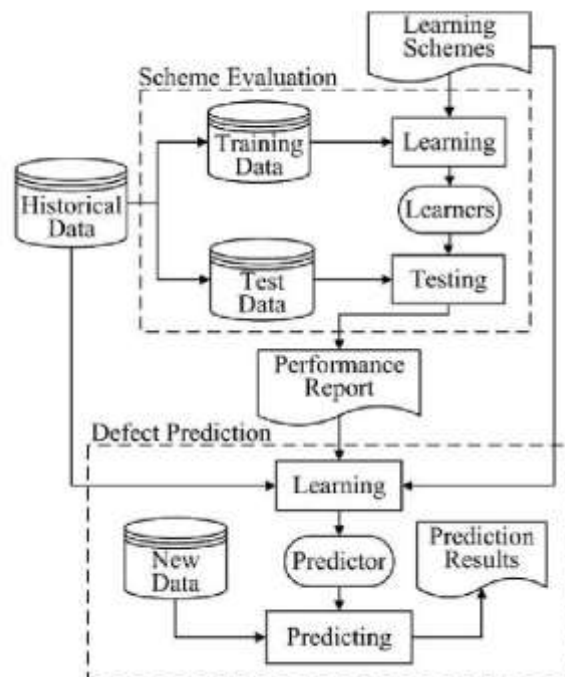 Learning
Schemes
Scheme Evaluation
Training
Data
Learning
Historical
Data
Learners
Test
Data
Testing
Performance
Report
Defect Prediction
Learning
New
Data
Predictor
Prediction
Results
Predicting